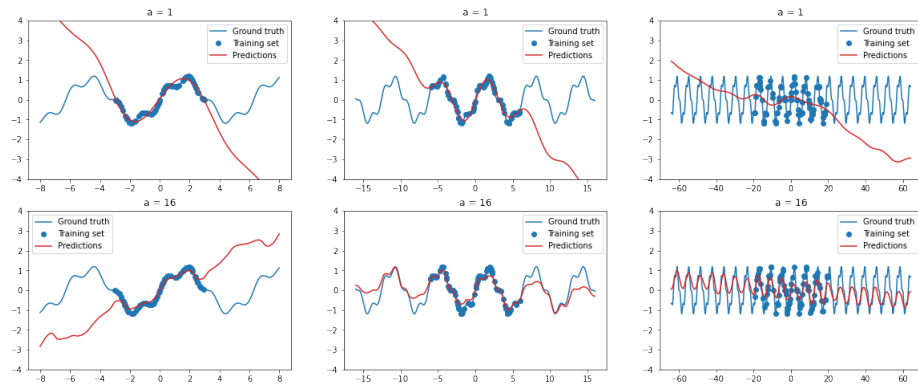 a = 1
Ground truth
Training set
Predictions
4
3
2
1
0
−1
−2
−3
−4
−8 −6 −4 −2 0 2 4 6 8
a = 1
Ground truth
Training set
Predictions
4
3
2
1
0
−1
−2
−3
−4
−15 −10 −5 0 5 10 15
a = 1
Ground truth
Training set
Predictions
4
3
2
1
0
−1
−2
−3
−4
−60 −40 −20 0 20 40 60
a = 16
Ground truth
Training set
Predictions
4
3
2
1
0
−1
−2
−3
−4
−8 −6 −4 −2 0 2 4 6 8
a = 16
Ground truth
Training set
Predictions
4
3
2
1
0
−1
−2
−3
−4
−15 −10 −5 0 5 10 15
a = 16
Ground truth
Training set
Predictions
4
3
2
1
0
−1
−2
−3
−4
−60 −40 −20 0 20 40 60